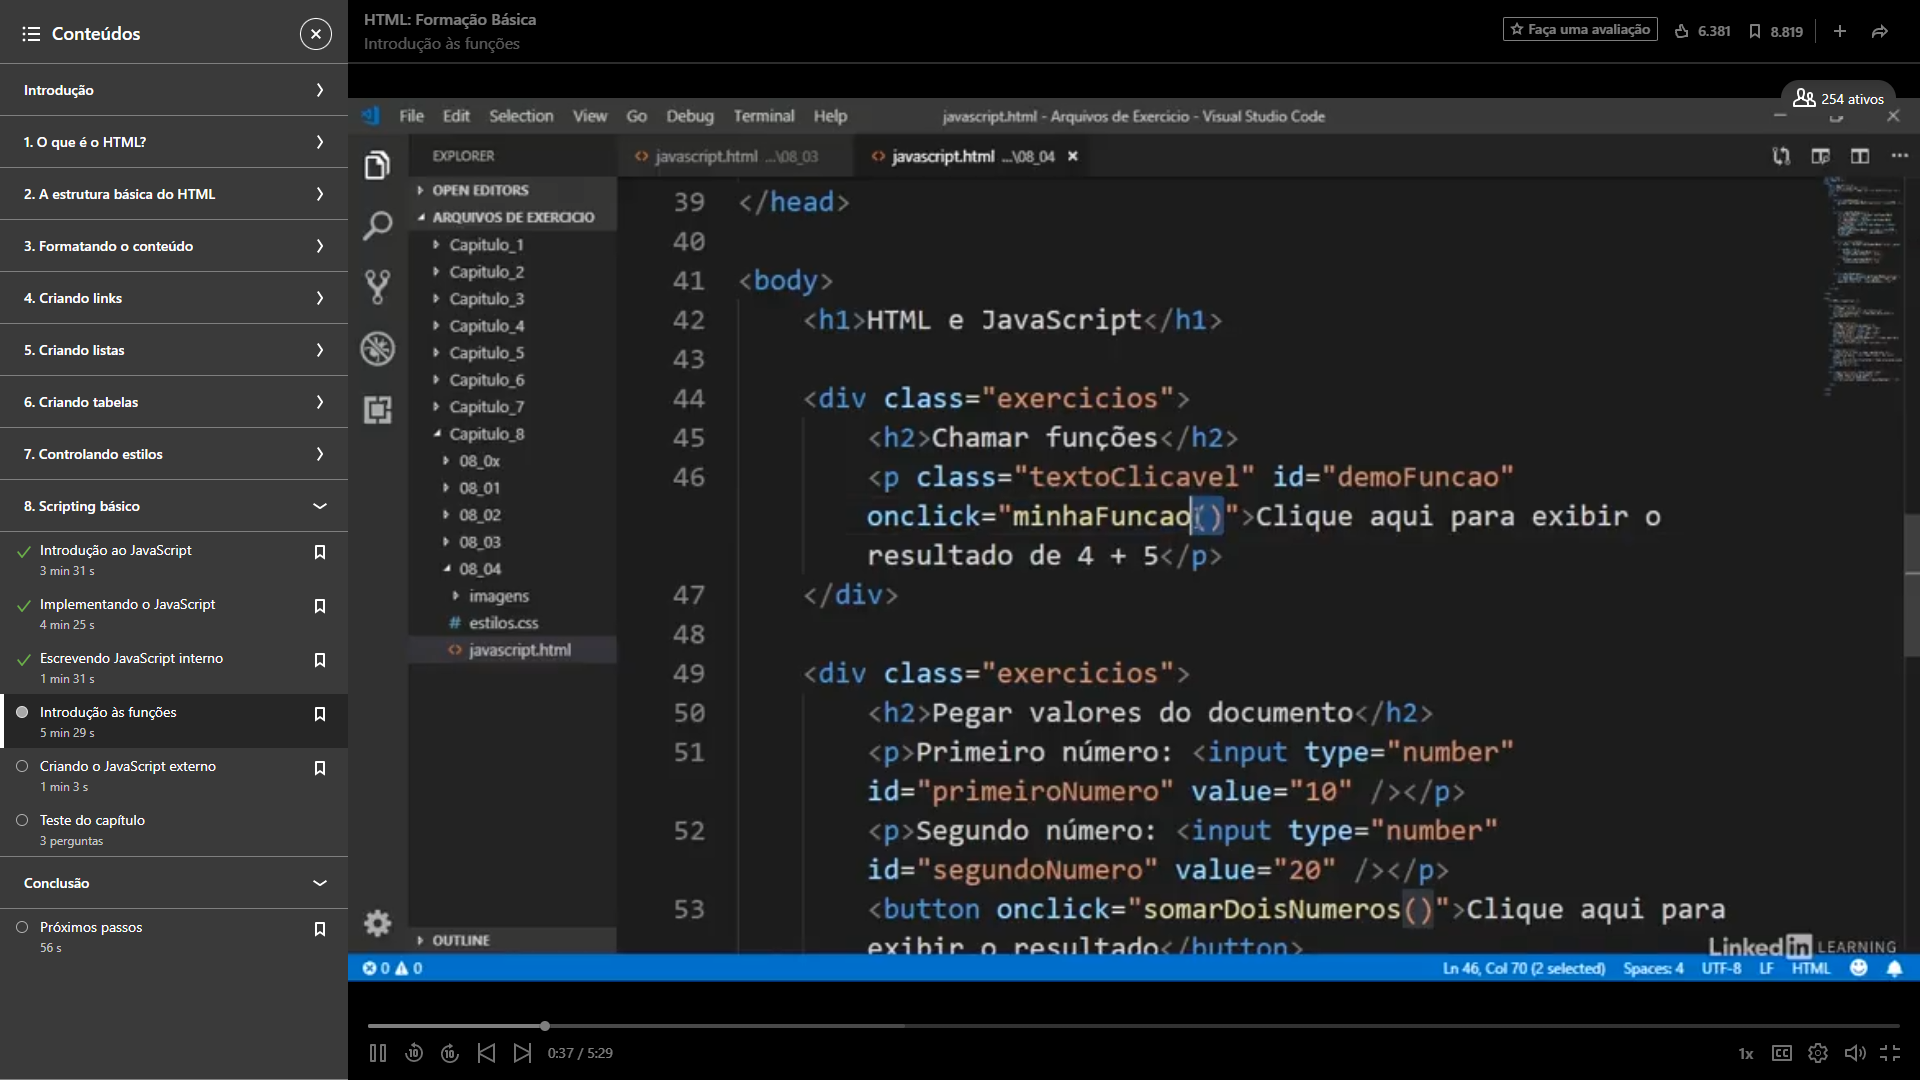 Conteúdos
Introdução
1. O que é o HTML?
2. A estrutura básica do HTML
3. Formatando o conteúdo
4. Criando links
5. Criando listas
6. Criando tabelas
7. Controlando estilos
8. Scripting básico
Introdução ao JavaScript
3 min 31 s
Implementando o JavaScript
4 min 25 s
Escrevendo JavaScript interno
1 min 31 s
Introdução às funções
5 min 29 s
Criando o JavaScript externo
1 min 3 s
Teste do capítulo
3 perguntas
Conclusão
Próximos passos
56 s
HTML: Formação Básica
Introdução às funções
Faça uma avaliação
6.381
8.819
254 ativos
File Edit Selection View Go Debug Terminal Help
javascript.html - Arquivos de Exercicio - Visual Studio Code
EXPLORER
OPEN EDITORS
ARQUIVOS DE EXERCICIO
Capitulo_1
Capitulo_2
Capitulo_3
Capitulo_4
Capitulo_5
Capitulo_6
Capitulo_7
Capitulo_8
08_0x
08_01
08_02
08_03
08_04
imagens
# estilos.css
<> javascript.html
OUTLINE
<> javascript.html ...\08_03
<> javascript.html ...\08_04
39 </head>
40
41 <body>
42 <h1>HTML e JavaScript</h1>
43
44 <div class="exercicios">
45 <h2>Chamar funções</h2>
46 <p class="textoClicavel" id="demoFuncao"
onclick="minhaFuncao()">Clique aqui para exibir o
resultado de 4 + 5</p>
47 </div>
48
49 <div class="exercicios">
50 <h2>Pegar valores do documento</h2>
51 <p>Primeiro número: <input type="number"
id="primeiroNumero" value="10" /></p>
52 <p>Segundo número: <input type="number"
id="segundoNumero" value="20" /></p>
53 <button onclick="somarDoisNumeros()">Clique aqui para
exibir o resultado</button>
Linked in LEARNING
0 0
Ln 46, Col 70 (2 selected) Spaces: 4 UTF-8 LF HTML
10
10
0:37 / 5:29
1x
CC